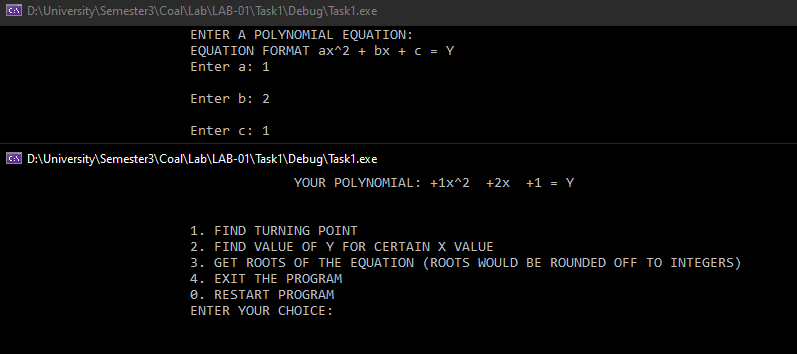 D:\University\Semester3\Coal\Lab\LAB-01\Task1\Debug\Task1.exe
ENTER A POLYNOMIAL EQUATION:
EQUATION FORMAT ax^2 + bx + c = Y
Enter a: 1
Enter b: 2
Enter c: 1
D:\University\Semester3\Coal\Lab\LAB-01\Task1\Debug\Task1.exe
YOUR POLYNOMIAL: +1x^2  +2x  +1 = Y
1. FIND TURNING POINT
2. FIND VALUE OF Y FOR CERTAIN X VALUE
3. GET ROOTS OF THE EQUATION (ROOTS WOULD BE ROUNDED OFF TO INTEGERS)
4. EXIT THE PROGRAM
0. RESTART PROGRAM
ENTER YOUR CHOICE: